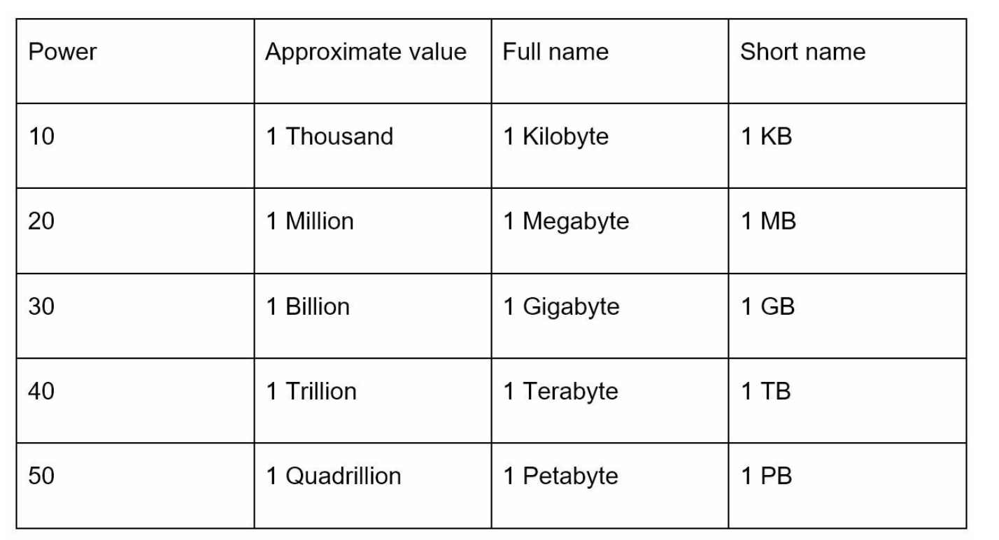 Power Approximate value Full name Short name
10 1 Thousand 1 Kilobyte 1 KB
20 1 Million 1 Megabyte 1 MB
30 1 Billion 1 Gigabyte 1 GB
40 1 Trillion 1 Terabyte 1 TB
50 1 Quadrillion 1 Petabyte 1 PB